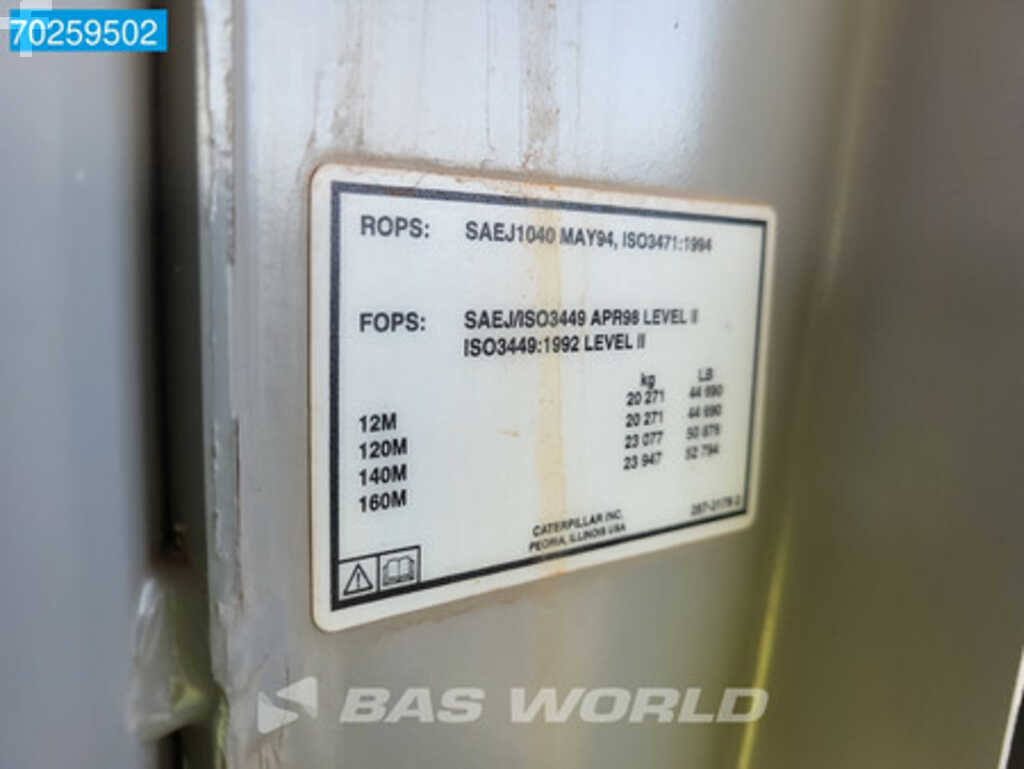 70259502
ROPS: SAEJ1040 MAY94, ISO3471:1994
FOPS: SAEJ/ISO3449 APR98 LEVEL II
ISO3449:1992 LEVEL II
kg LB
12M 20 271 44 690
120M 20 271 44 690
140M 23 077 50 876
160M 23 947 52 794
CATERPILLAR INC.
PEORIA, ILLINOIS USA
BAS WORLD